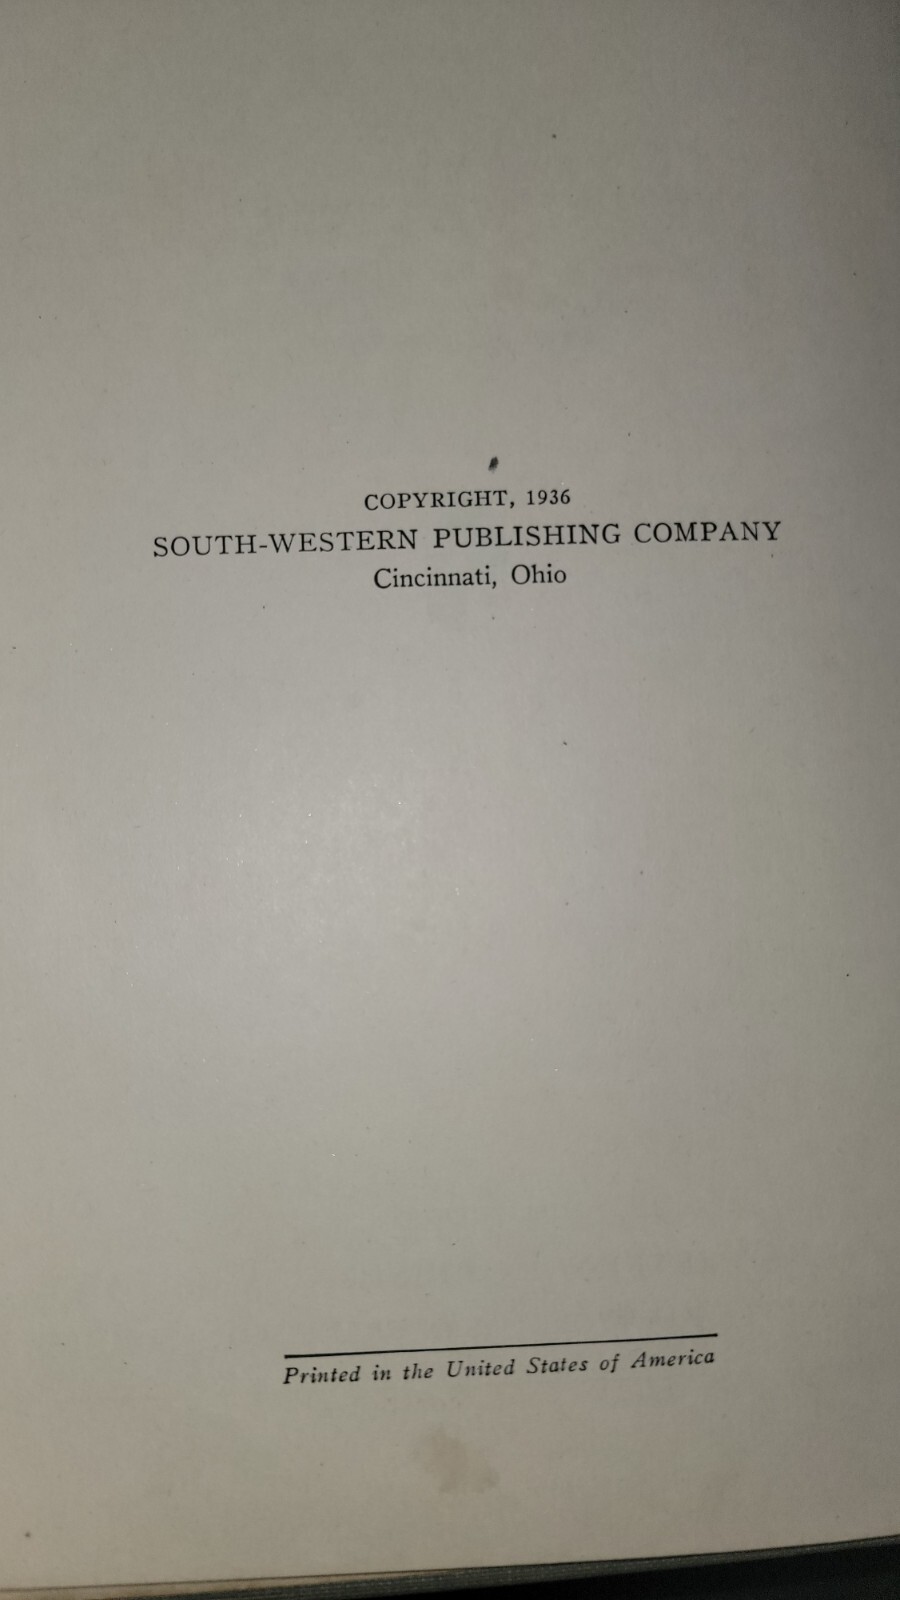 COPYRIGHT, 1936
SOUTH-WESTERN PUBLISHING COMPANY
Cincinnati, Ohio
Printed in the United States of America